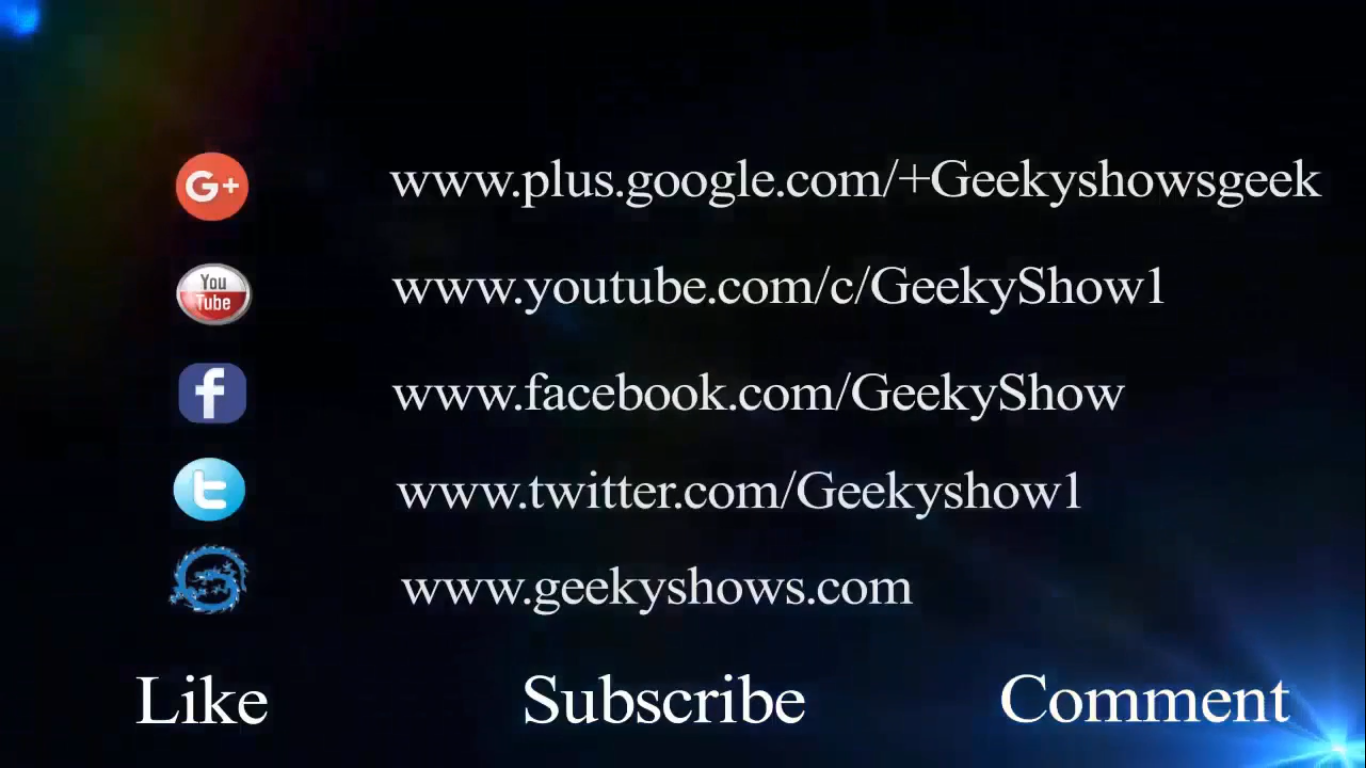 G+ www.plus.google.com/+Geekyshowsgeek
You
Tube www.youtube.com/c/GeekyShow1
f www.facebook.com/GeekyShow
t www.twitter.com/Geekyshow1
www.geekyshows.com
Like Subscribe Comment